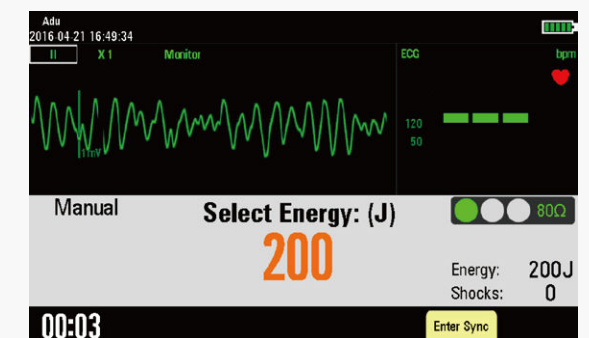 Adu
2016-04-21 16:49:34
II X1 Monitor ECG bpm
1mV
120
50
Manual Select Energy: (J) 80Ω
200
Energy: 200J
Shocks: 0
00:03 Enter Sync